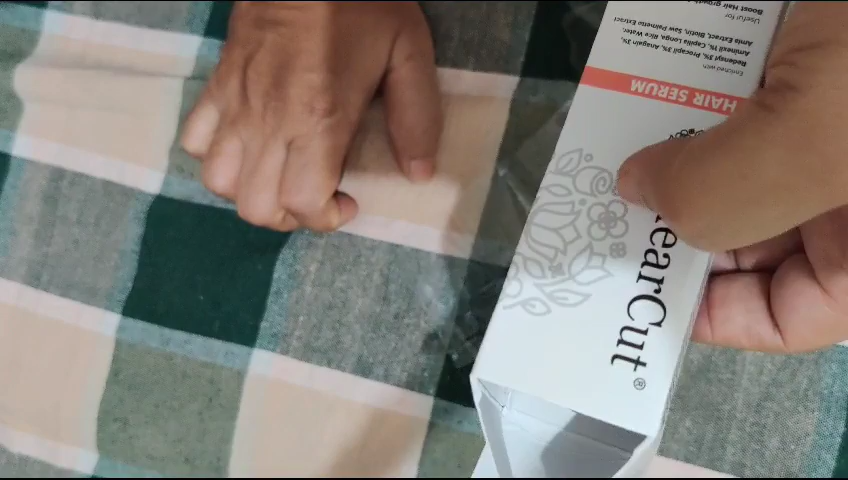 earCut®
HAIR SERUM
Enriched with
Redensyl 3%, Procapil 3%, Anagain 3%,
Aminexil 1%, Capilia Longa, Rice Water,
Amla Extract, Biotin, Saw Palmetto Extract
Useful for
Boost Hair growth